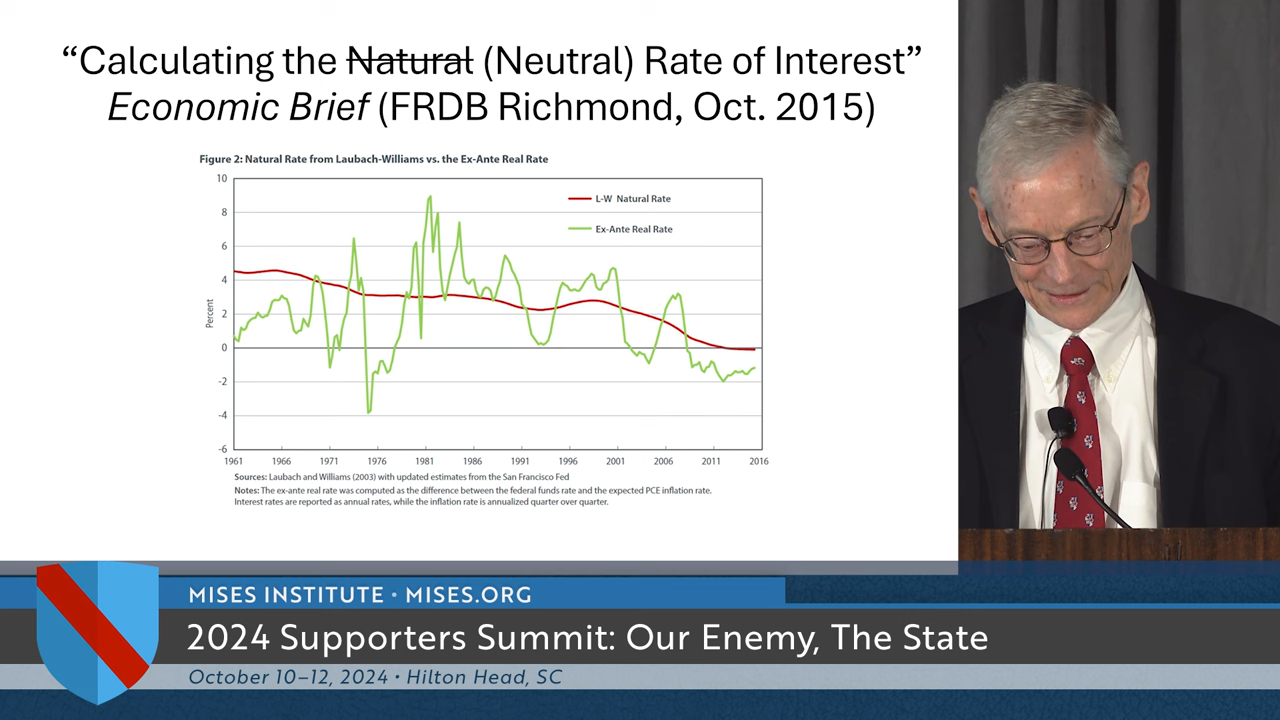 “Calculating the Natural (Neutral) Rate of Interest”
Economic Brief (FRDB Richmond, Oct. 2015)
Figure 2: Natural Rate from Laubach-Williams vs. the Ex-Ante Real Rate
10
8
6
4
2
0
-2
-4
-6
Percent
L-W Natural Rate
Ex-Ante Real Rate
1961 1966 1971 1976 1981 1986 1991 1996 2001 2006 2011 2016
Sources: Laubach and Williams (2003) with updated estimates from the San Francisco Fed
Notes: The ex-ante real rate was computed as the difference between the federal funds rate and the expected PCE inflation rate.
Interest rates are reported as annual rates, while the inflation rate is annualized quarter over quarter.
MISES INSTITUTE • MISES.ORG
2024 Supporters Summit: Our Enemy, The State
October 10–12, 2024 • Hilton Head, SC